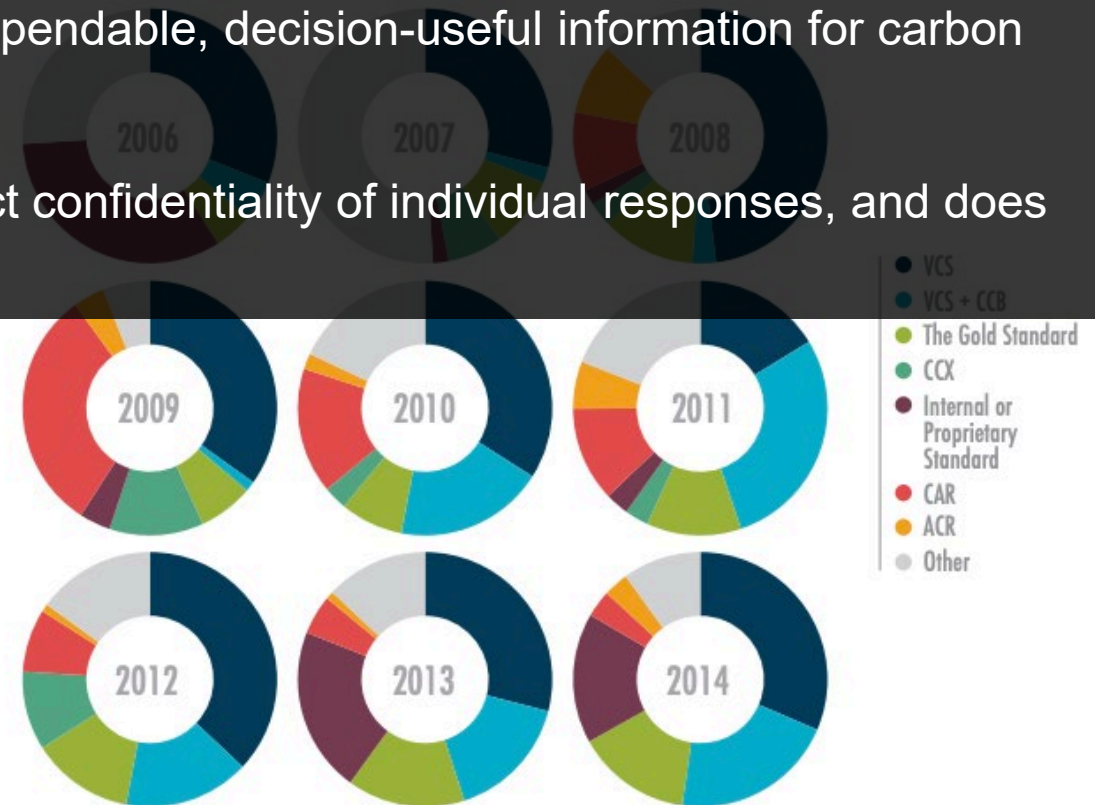 pendable, decision-useful information for carbon
2006
2007
2008
ct confidentiality of individual responses, and does
VCS
VCS + CCB
The Gold Standard
CCX
Internal or
Proprietary
Standard
CAR
ACR
Other
2009
2010
2011
2012
2013
2014